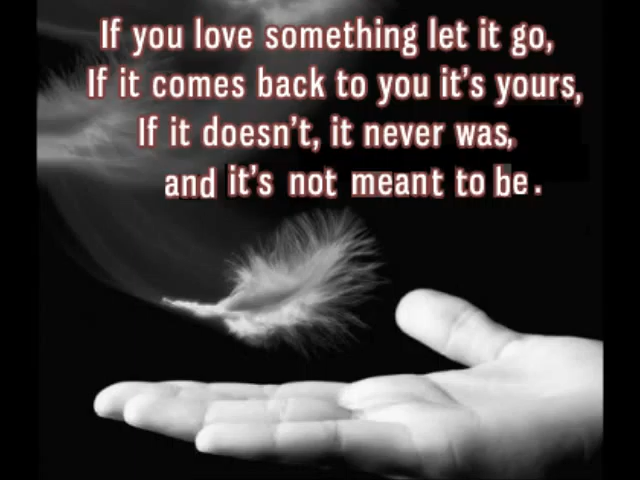 If you love something let it go,
If it comes back to you it's yours,
If it doesn't, it never was,
and it's not meant to be.